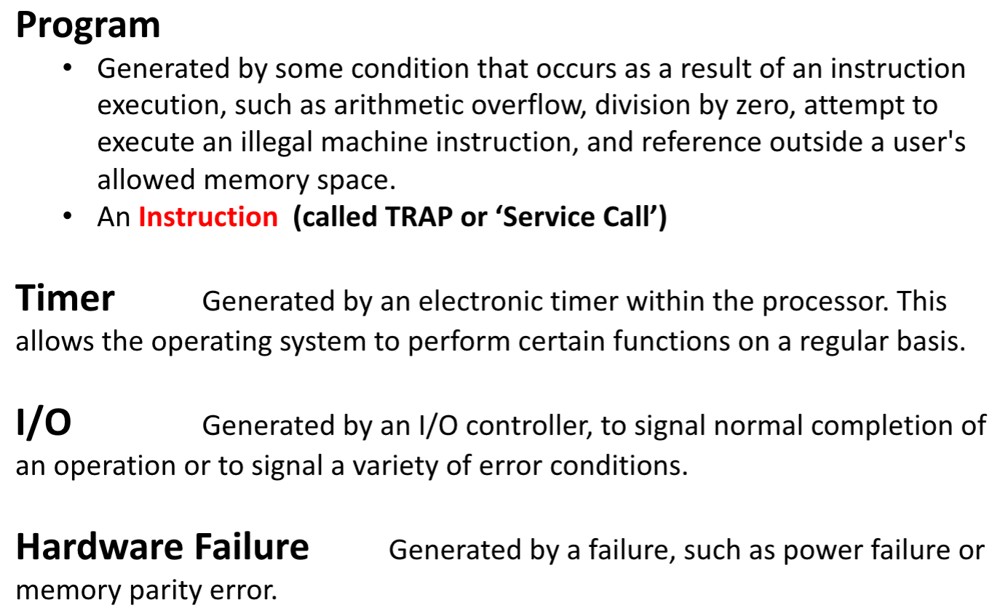 Program
• Generated by some condition that occurs as a result of an instruction
execution, such as arithmetic overflow, division by zero, attempt to
execute an illegal machine instruction, and reference outside a user's
allowed memory space.
• An Instruction (called TRAP or ‘Service Call’)
Timer Generated by an electronic timer within the processor. This
allows the operating system to perform certain functions on a regular basis.
I/O Generated by an I/O controller, to signal normal completion of
an operation or to signal a variety of error conditions.
Hardware Failure Generated by a failure, such as power failure or
memory parity error.